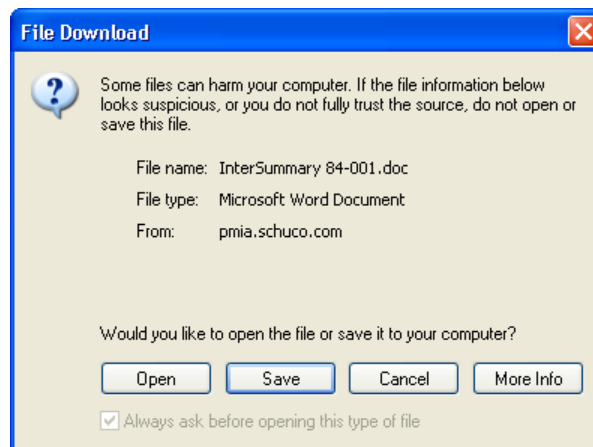 File Download
Some files can harm your computer. If the file information below
looks suspicious, or you do not fully trust the source, do not open or
save this file.
File name: InterSummary 84-001.doc
File type: Microsoft Word Document
From: pmia.schuco.com
Would you like to open the file or save it to your computer?
Open Save Cancel More Info
Always ask before opening this type of file